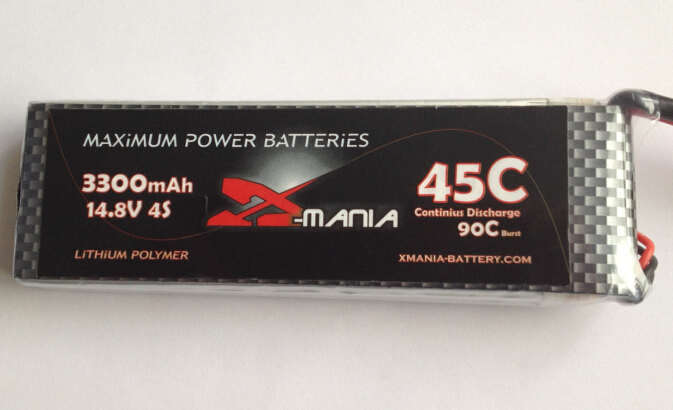 MAXiMUM POWER BATTERiES
3300mAh
14.8V 4S
X-MANIA
45C
Continius Discharge
90C Burst
LiTHiUM POLYMER
XMANIA-BATTERY.COM